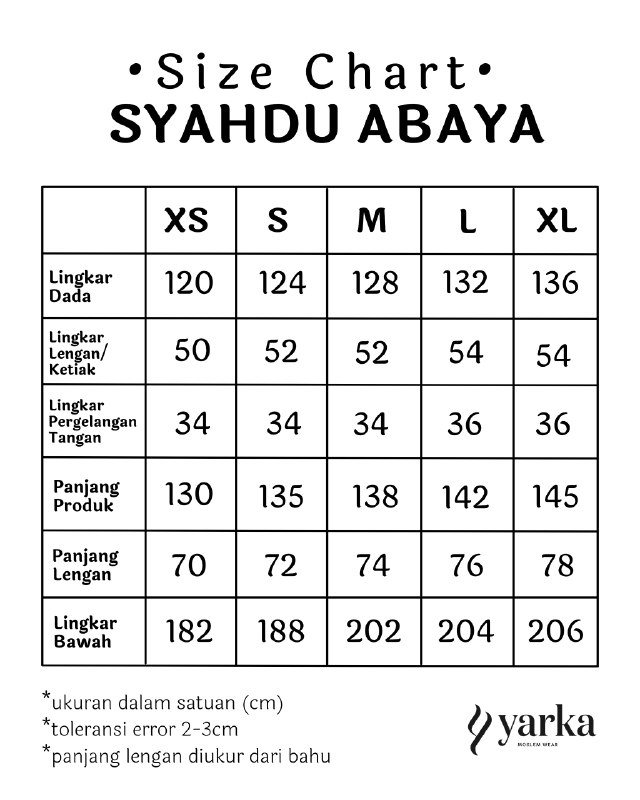 •Size Chart•
SYAHDU ABAYA
XS S M L XL
Lingkar
Dada
120 124 128 132 136
Lingkar
Lengan/
Ketiak
50 52 52 54 54
Lingkar
Pergelangan
Tangan
34 34 34 36 36
Panjang
Produk
130 135 138 142 145
Panjang
Lengan
70 72 74 76 78
Lingkar
Bawah
182 188 202 204 206
*ukuran dalam satuan (cm)
*toleransi error 2-3cm
*panjang lengan diukur dari bahu
yarka
MOSLEM WEAR